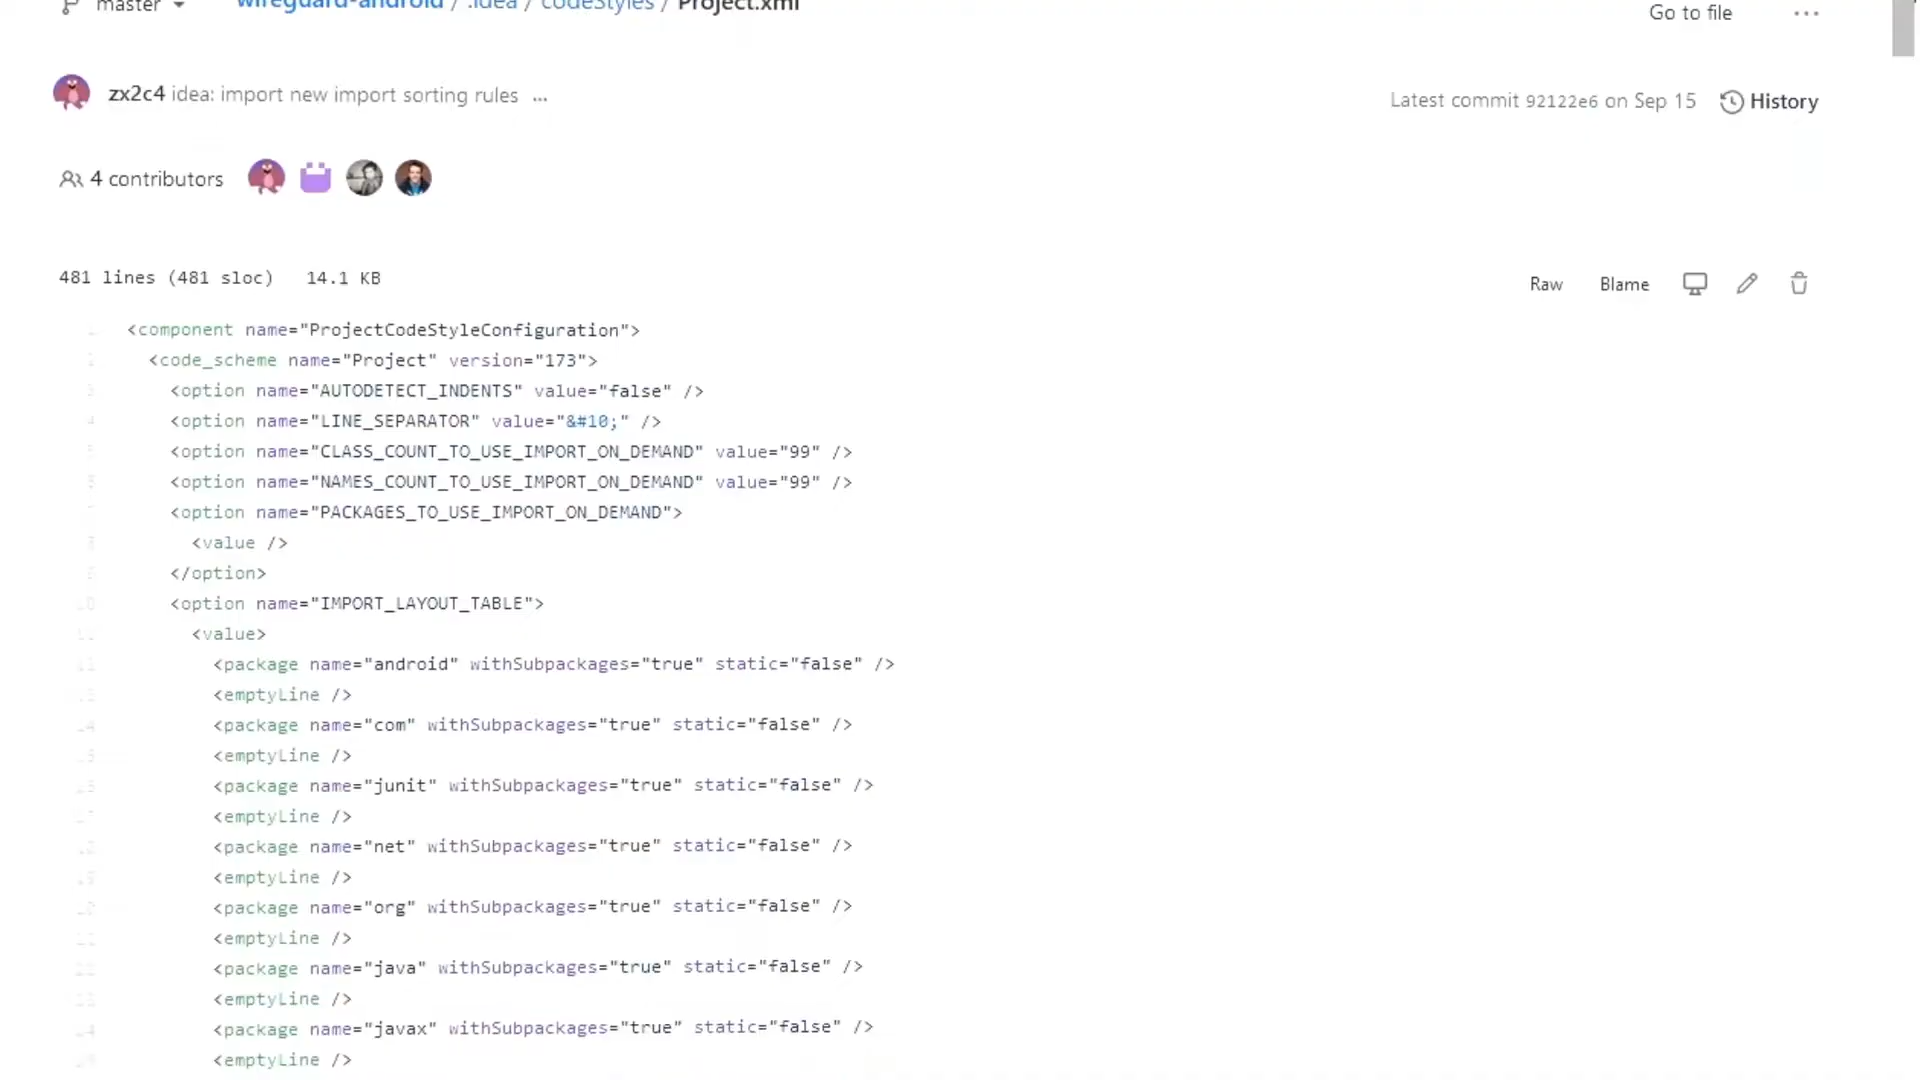 master wireguard-android / .idea / codeStyles / Project.xml Go to file ...
zx2c4 idea: import new import sorting rules ... Latest commit 92122e6 on Sep 15 History
4 contributors
481 lines (481 sloc) 14.1 KB Raw Blame
<component name="ProjectCodeStyleConfiguration">
<code_scheme name="Project" version="173">
<option name="AUTODETECT_INDENTS" value="false" />
<option name="LINE_SEPARATOR" value="&#10;" />
<option name="CLASS_COUNT_TO_USE_IMPORT_ON_DEMAND" value="99" />
<option name="NAMES_COUNT_TO_USE_IMPORT_ON_DEMAND" value="99" />
<option name="PACKAGES_TO_USE_IMPORT_ON_DEMAND">
<value />
</option>
<option name="IMPORT_LAYOUT_TABLE">
<value>
<package name="android" withSubpackages="true" static="false" />
<emptyLine />
<package name="com" withSubpackages="true" static="false" />
<emptyLine />
<package name="junit" withSubpackages="true" static="false" />
<emptyLine />
<package name="net" withSubpackages="true" static="false" />
<emptyLine />
<package name="org" withSubpackages="true" static="false" />
<emptyLine />
<package name="java" withSubpackages="true" static="false" />
<emptyLine />
<package name="javax" withSubpackages="true" static="false" />
<emptyLine />